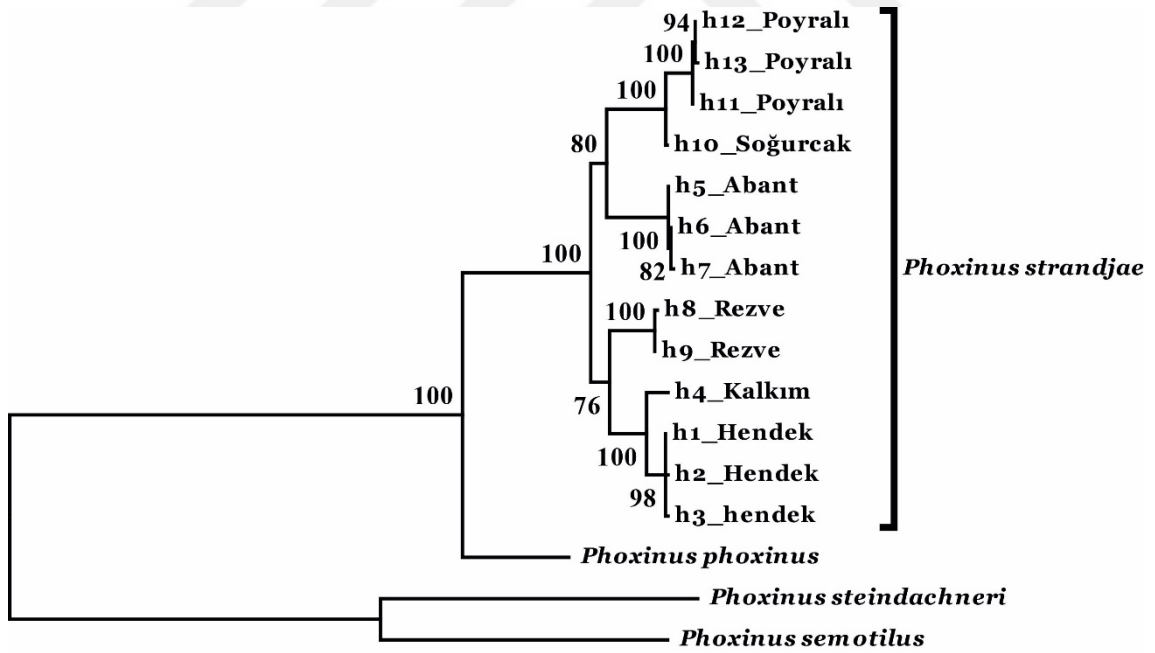 94
h12_Poyralı
100
h13_Poyralı
100
h11_Poyralı
80
h10_Soğurcak
h5_Abant
h6_Abant
100
82
h7_Abant
100
Phoxinus strandjae
100
h8_Rezve
h9_Rezve
100
76
h4_Kalkım
h1_Hendek
100
h2_Hendek
98
h3_hendek
Phoxinus phoxinus
Phoxinus steindachneri
Phoxinus semotilus